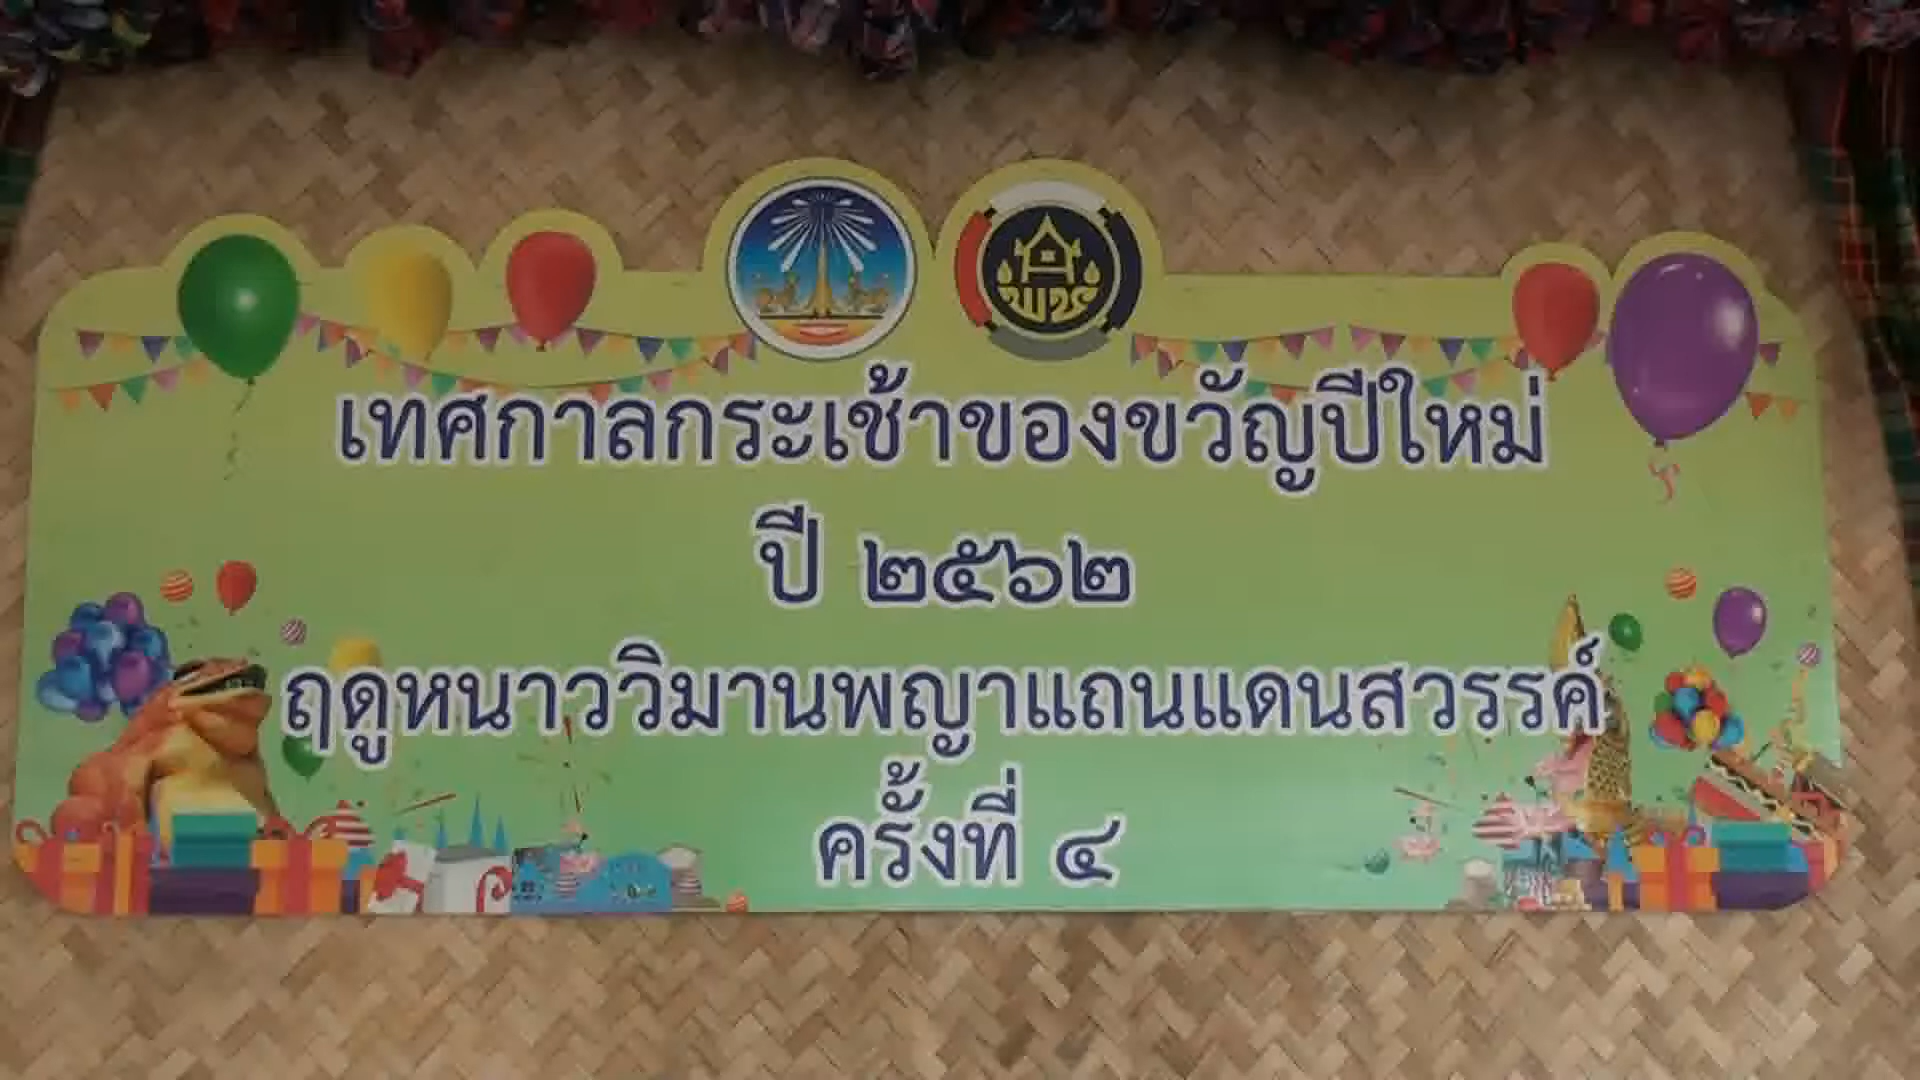 พช
เทศกาลกระเช้าของขวัญปีใหม่
ปี ๒๕๖๒
ฤดูหนาววิมานพญาแถนแดนสวรรค์
ครั้งที่ ๔